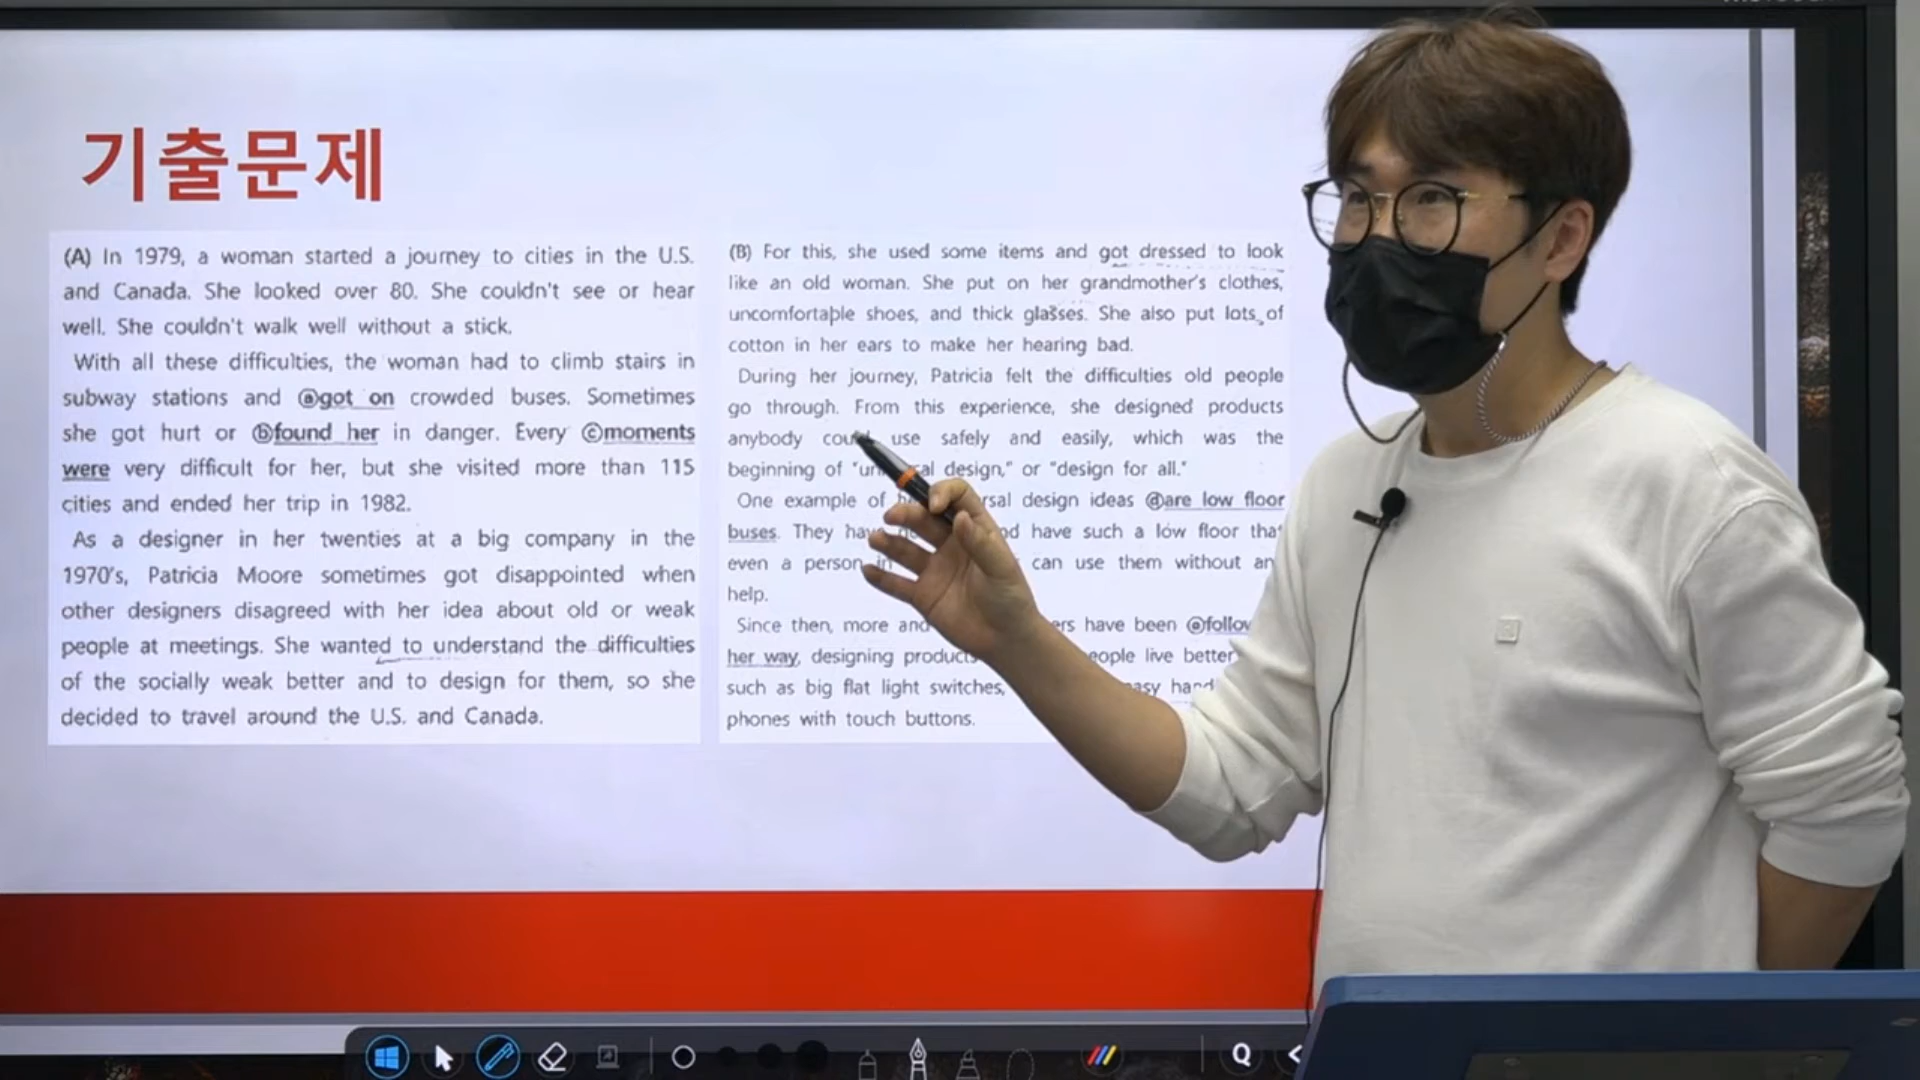 기출문제
(A) In 1979, a woman started a journey to cities in the U.S.
and Canada. She looked over 80. She couldn't see or hear
well. She couldn't walk well without a stick.
With all these difficulties, the woman had to climb stairs in
subway stations and ⓐgot on crowded buses. Sometimes
she got hurt or ⓑfound her in danger. Every ⓒmoments
were very difficult for her, but she visited more than 115
cities and ended her trip in 1982.
As a designer in her twenties at a big company in the
1970's, Patricia Moore sometimes got disappointed when
other designers disagreed with her idea about old or weak
people at meetings. She wanted to understand the difficulties
of the socially weak better and to design for them, so she
decided to travel around the U.S. and Canada.
(B) For this, she used some items and got dressed to look
like an old woman. She put on her grandmother's clothes,
uncomfortable shoes, and thick glasses. She also put lots of
cotton in her ears to make her hearing bad.
During her journey, Patricia felt the difficulties old people
go through. From this experience, she designed products
anybody could use safely and easily, which was the
beginning of "un al design," or "design for all."
One example of rsal design ideas ⓓare low floor
buses. They have such a low floor that
even a person in can use them without an
help.
Since then, more and ers have been ⓔfollow
her way, designing products eople live better
such as big flat light switches, asy hand
phones with touch buttons.